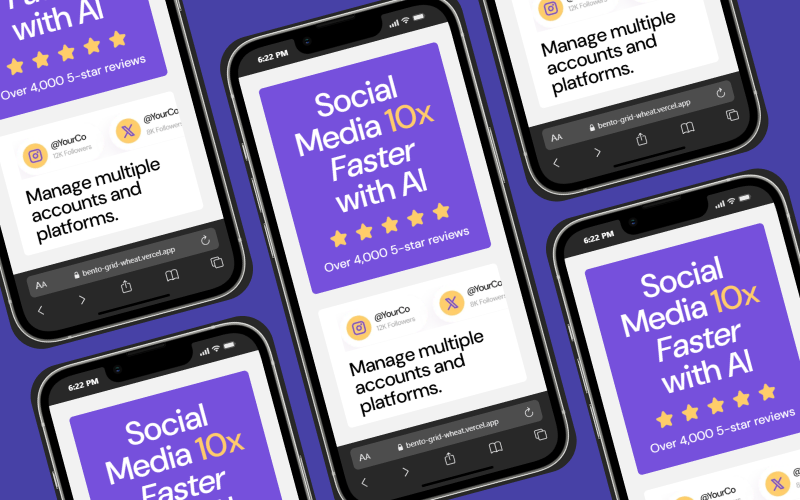 Fa
with AI
Over 4,000 5-star reviews
@YourCo
12K Followers
@YourCo
8K Followers
Manage multiple
accounts and
platforms.
AA bento-grid-wheat.vercel.app
6:22 PM
Social
Media 10x
Faster
6:22 PM
Social
Media 10x
Faster
with AI
Over 4,000 5-star reviews
@YourCo
12K Followers
@YourCo
8K Followers
Manage multiple
accounts and
platforms.
AA bento-grid-wheat.vercel.app
12K Followers
Manage multiple
accounts and
platforms.
AA bento-grid-wheat.vercel.app
6:22 PM
Social
Media 10x
Faster
with AI
Over 4,000 5-star reviews
@YourCo